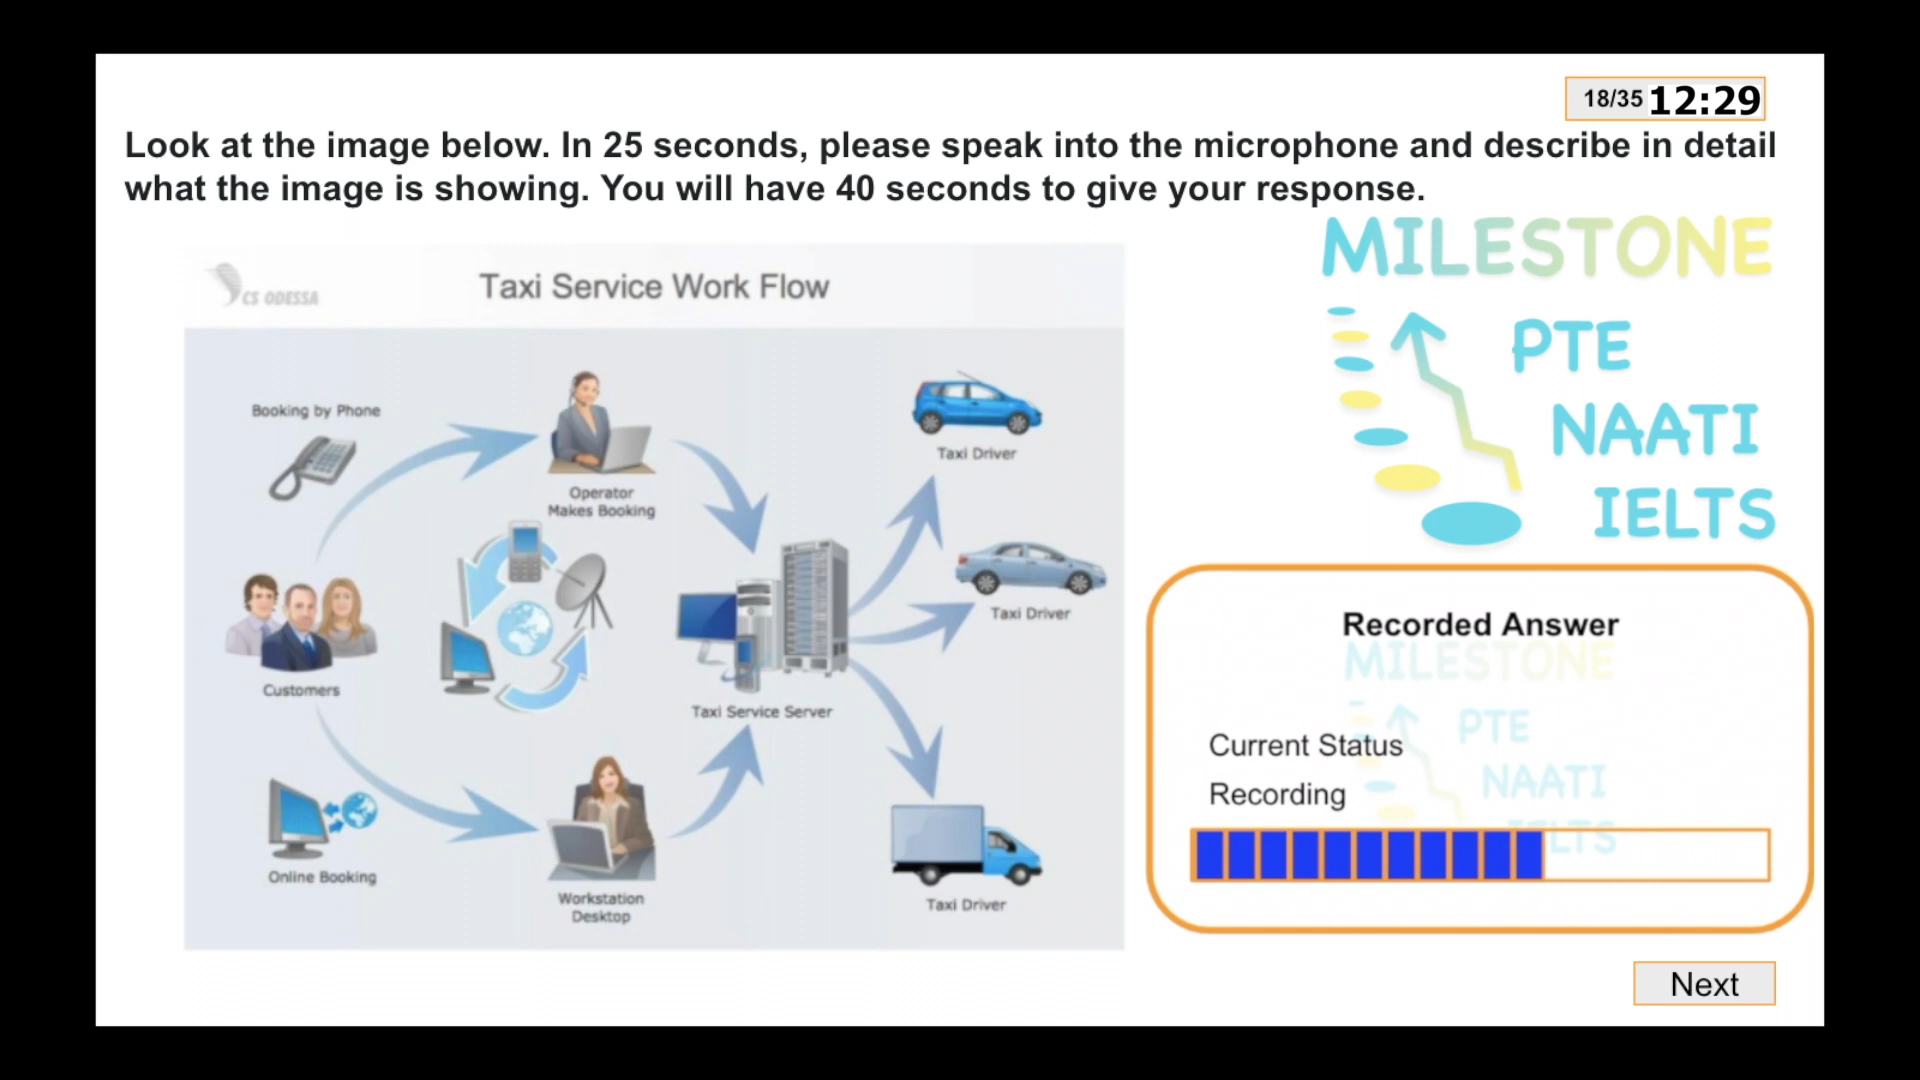 18/35 12:29
Look at the image below. In 25 seconds, please speak into the microphone and describe in detail
what the image is showing. You will have 40 seconds to give your response.
MILESTONE
PTE
NAATI
IELTS
CS ODESSA
Taxi Service Work Flow
Booking by Phone
Operator
Makes Booking
Taxi Driver
Taxi Driver
Customers
Taxi Service Server
Online Booking
Workstation
Desktop
Taxi Driver
Recorded Answer
MILESTONE
PTE
NAATI
IELTS
Current Status
Recording
Next